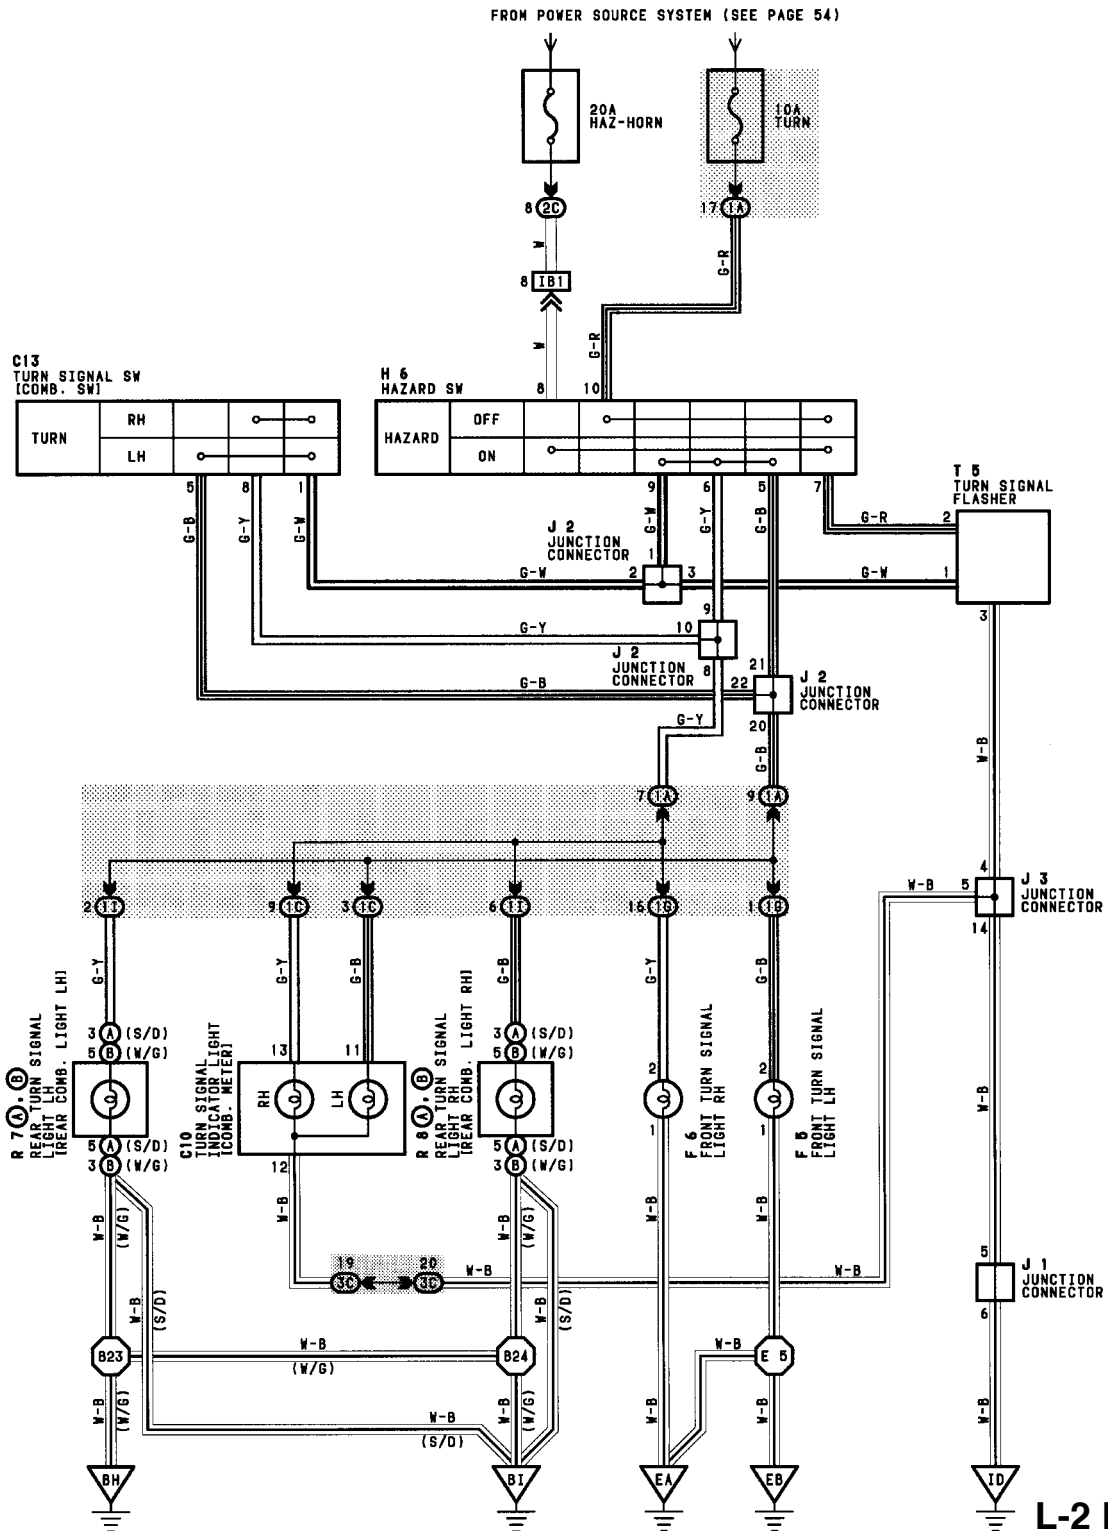 FROM POWER SOURCE SYSTEM (SEE PAGE 54)
20A
HAZ-HORN
10A
TURN
8 2C
17 1A
W
G-R
8 IB1
W
G-R
C13
TURN SIGNAL SW
[COMB. SW]
H 6
HAZARD SW
8
10
TURN
RH
LH
HAZARD
OFF
ON
5
8
1
9
6
5
7
G-B
G-Y
G-W
G-W
G-Y
G-B
T 5
TURN SIGNAL
FLASHER
G-R
2
J 2
JUNCTION
CONNECTOR
1
G-W
2
3
G-W
1
3
G-Y
10
9
8
J 2
JUNCTION
CONNECTOR
G-B
22
21
20
J 2
JUNCTION
CONNECTOR
G-Y
G-B
W-B
7 1A
9 1A
2 1I
9 1C
3 1C
6 1I
16 1G
1 1G
W-B
5
4
14
J 3
JUNCTION
CONNECTOR
G-Y
G-Y
G-B
G-B
G-Y
G-B
3 A (S/D)
5 B (W/G)
3 A (S/D)
5 B (W/G)
R 7 A, B
REAR TURN SIGNAL
LIGHT LH
[REAR COMB. LIGHT LH]
13
11
RH
LH
12
C10
TURN SIGNAL
INDICATOR LIGHT
[COMB. METER]
R 8 A, B
REAR TURN SIGNAL
LIGHT RH
[REAR COMB. LIGHT RH]
2
1
F 6
FRONT TURN SIGNAL
LIGHT RH
2
1
F 5
FRONT TURN SIGNAL
LIGHT LH
W-B
5 A (S/D)
3 B (W/G)
5 A (S/D)
3 B (W/G)
W-B
(W/G)
W-B
W-B
(W/G)
W-B
W-B
19
3C
20
3C
W-B
W-B
5
6
J 1
JUNCTION
CONNECTOR
W-B
(S/D)
W-B
(S/D)
B23
W-B
(W/G)
B24
W-B
E 5
W-B
(W/G)
W-B
(S/D)
W-B
(W/G)
W-B
W-B
W-B
BH
BI
EA
EB
ID
L-2